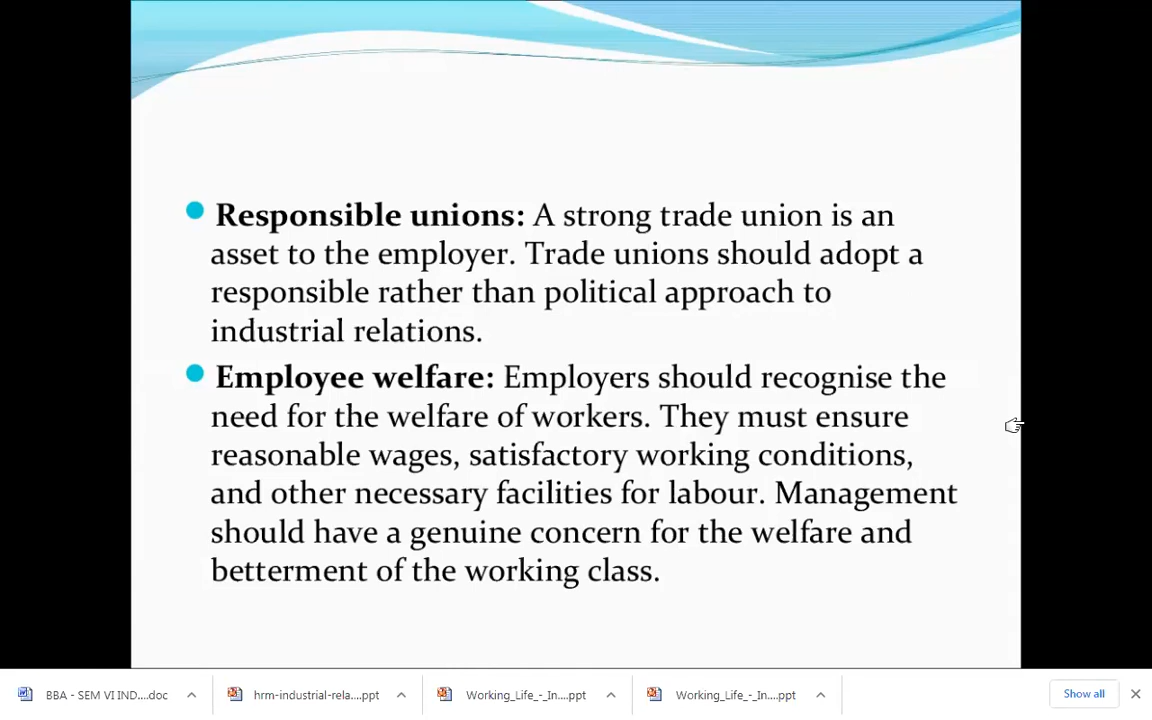 Responsible unions: A strong trade union is an
asset to the employer. Trade unions should adopt a
responsible rather than political approach to
industrial relations.
Employee welfare: Employers should recognise the
need for the welfare of workers. They must ensure
reasonable wages, satisfactory working conditions,
and other necessary facilities for labour. Management
should have a genuine concern for the welfare and
betterment of the working class.
BBA - SEM VI IND....doc
hrm-industrial-rela....ppt
Working_Life_-_In....ppt
Working_Life_-_In....ppt
Show all